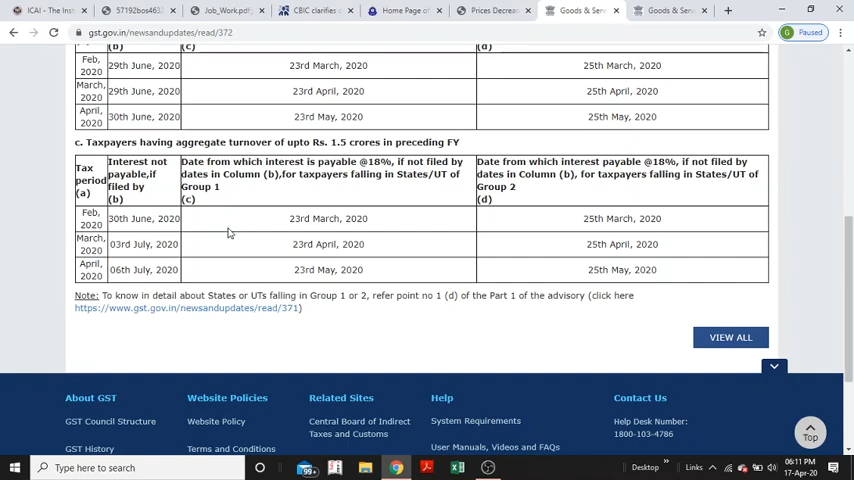 ICAI - The Inst
57192bos4632
Job_Work.pdf
CBIC clarifies o
Home Page of
Prices Decreas
Goods & Serv
Goods & Serv
gst.gov.in/newsandupdates/read/372
Paused
(b) (c) (d)
Feb, 2020 29th June, 2020 23rd March, 2020 25th March, 2020
March, 2020 29th June, 2020 23rd April, 2020 25th April, 2020
April, 2020 30th June, 2020 23rd May, 2020 25th May, 2020
c. Taxpayers having aggregate turnover of upto Rs. 1.5 crores in preceding FY
Tax period (a)
Interest not payable,if filed by (b)
Date from which interest is payable @18%, if not filed by
dates in Column (b),for taxpayers falling in States/UT of
Group 1
(c)
Date from which interest payable @18%, if not filed by
dates in Column (b), for taxpayers falling in States/UT of
Group 2
(d)
Feb, 2020 30th June, 2020 23rd March, 2020 25th March, 2020
March, 2020 03rd July, 2020 23rd April, 2020 25th April, 2020
April, 2020 06th July, 2020 23rd May, 2020 25th May, 2020
Note: To know in detail about States or UTs falling in Group 1 or 2, refer point no 1 (d) of the Part 1 of the advisory (click here
https://www.gst.gov.in/newsandupdates/read/371)
VIEW ALL
About GST
GST Council Structure
GST History
Website Policies
Website Policy
Terms and Conditions
Related Sites
Central Board of Indirect
Taxes and Customs
Help
System Requirements
User Manuals, Videos and FAQs
Contact Us
Help Desk Number:
1800-103-4786
Top
Type here to search
99+
Desktop
Links
06:11 PM
17-Apr-20